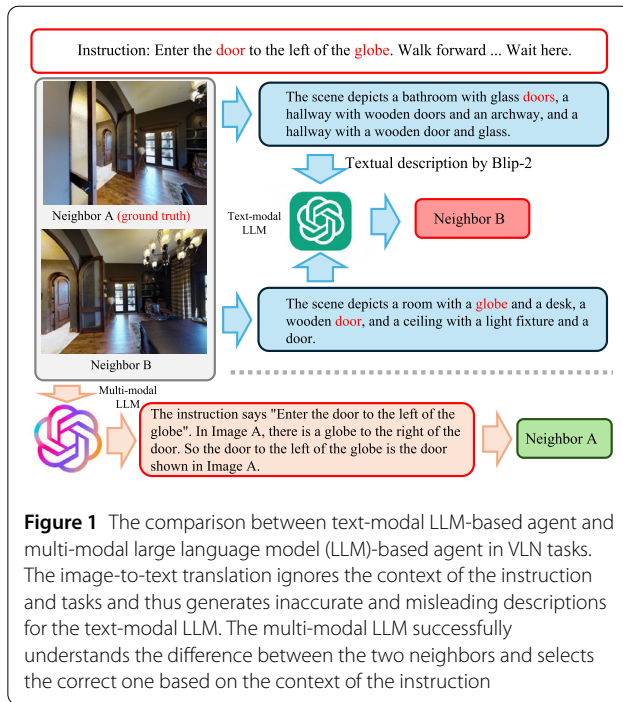 Instruction: Enter the door to the left of the globe. Walk forward ... Wait here.
The scene depicts a bathroom with glass doors, a
hallway with wooden doors and an archway, and a
hallway with a wooden door and glass.
Neighbor A (ground truth)
Textual description by Blip-2
Text-modal
LLM
Neighbor B
The scene depicts a room with a globe and a desk, a
wooden door, and a ceiling with a light fixture and a
door.
Neighbor B
Multi-modal
LLM
The instruction says "Enter the door to the left of the
globe". In Image A, there is a globe to the right of the
door. So the door to the left of the globe is the door
shown in Image A.
Neighbor A
Figure 1 The comparison between text-modal LLM-based agent and
multi-modal large language model (LLM)-based agent in VLN tasks.
The image-to-text translation ignores the context of the instruction
and tasks and thus generates inaccurate and misleading descriptions
for the text-modal LLM. The multi-modal LLM successfully
understands the difference between the two neighbors and selects
the correct one based on the context of the instruction